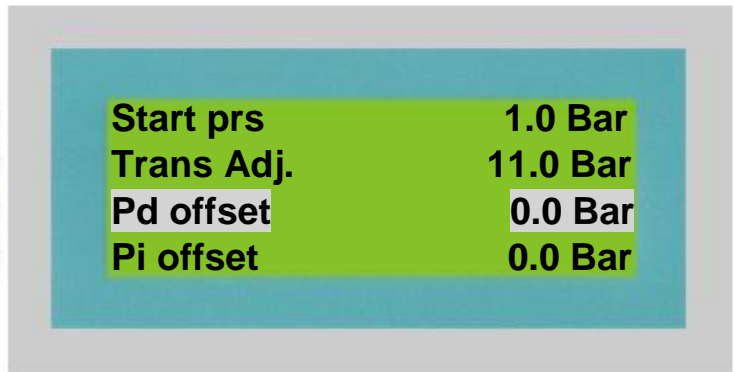 Start prs 1.0 Bar
Trans Adj. 11.0 Bar
Pd offset 0.0 Bar
Pi offset 0.0 Bar